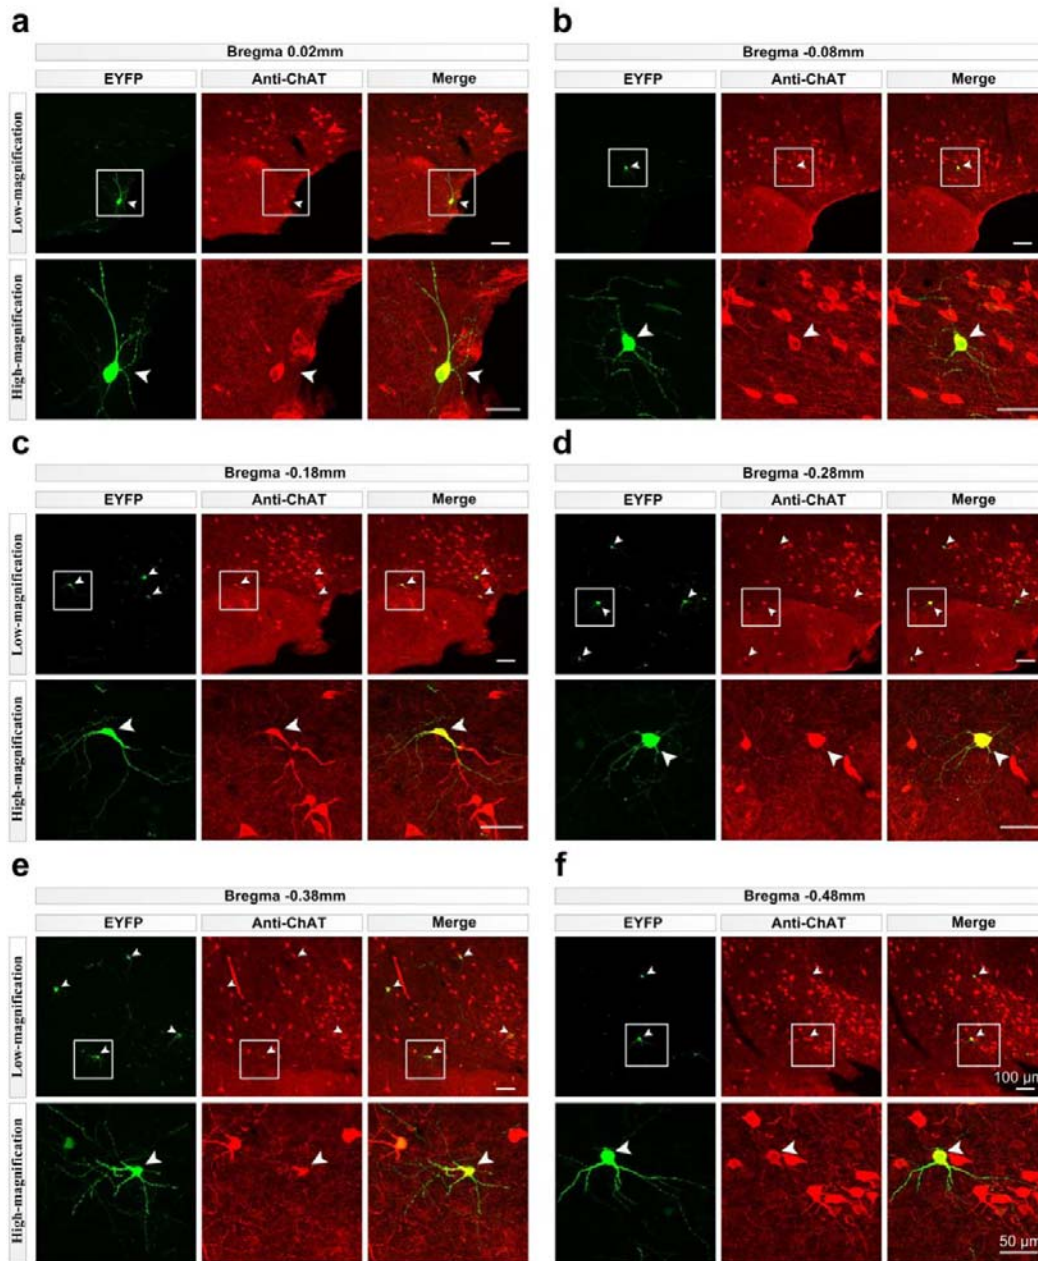 a
b
Bregma 0.02mm
Bregma -0.08mm
EYFP
Anti-ChAT
Merge
EYFP
Anti-ChAT
Merge
Low-magnification
High-magnification
c
d
Bregma -0.18mm
Bregma -0.28mm
EYFP
Anti-ChAT
Merge
EYFP
Anti-ChAT
Merge
Low-magnification
High-magnification
e
f
Bregma -0.38mm
Bregma -0.48mm
EYFP
Anti-ChAT
Merge
EYFP
Anti-ChAT
Merge
Low-magnification
100 µm
High-magnification
50 µm